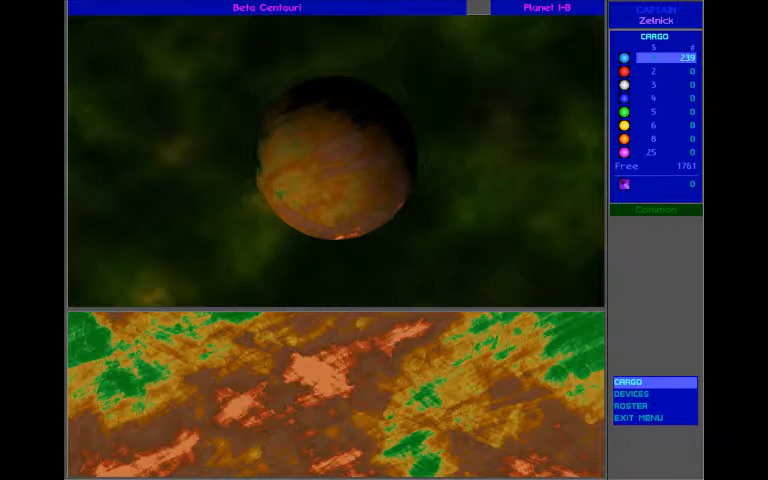 Beta Centauri
Planet I-B
CAPTAIN
Zelnick
CARGO
$ #
239
2 0
3 0
4 0
5 0
6 0
8 0
25 0
Free 1761
0
Common
CARGO
DEVICES
ROSTER
EXIT MENU